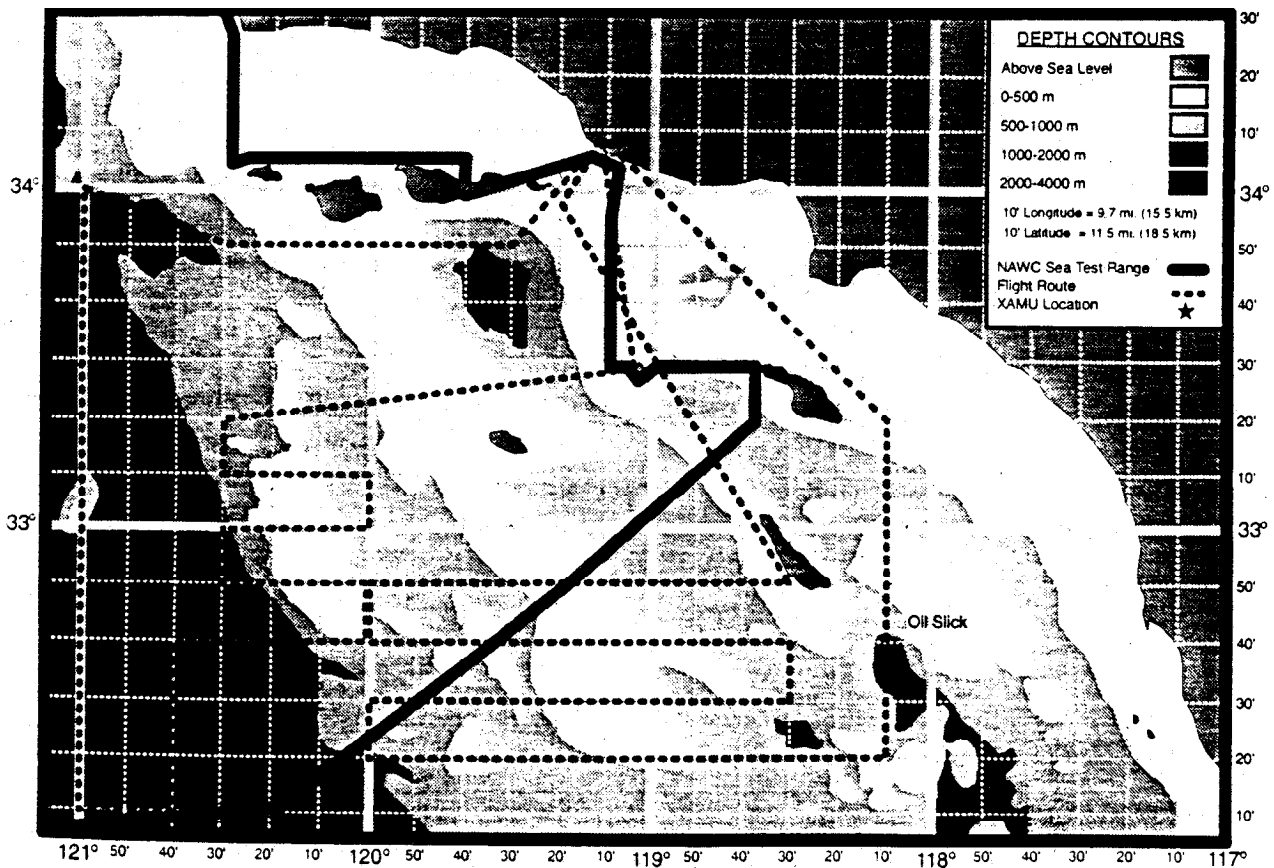 DEPTH CONTOURS
Above Sea Level
0-500 m
500-1000 m
1000-2000 m
2000-4000 m
10' Longitude = 9.7 mi. (15 5 km)
10' Latitude = 11 5 mi. (18 5 km)
NAWC Sea Test Range
Flight Route
XAMU Location
30'
20'
10'
34°
34°
50'
40'
30'
20'
10'
33°
33°
50'
Oil Slick
40'
30'
20'
10'
121° 50' 40' 30' 20' 10' 120° 50' 40' 30' 20' 10' 119° 50' 40' 30' 20' 10' 118° 50' 40' 30' 20' 10' 117°